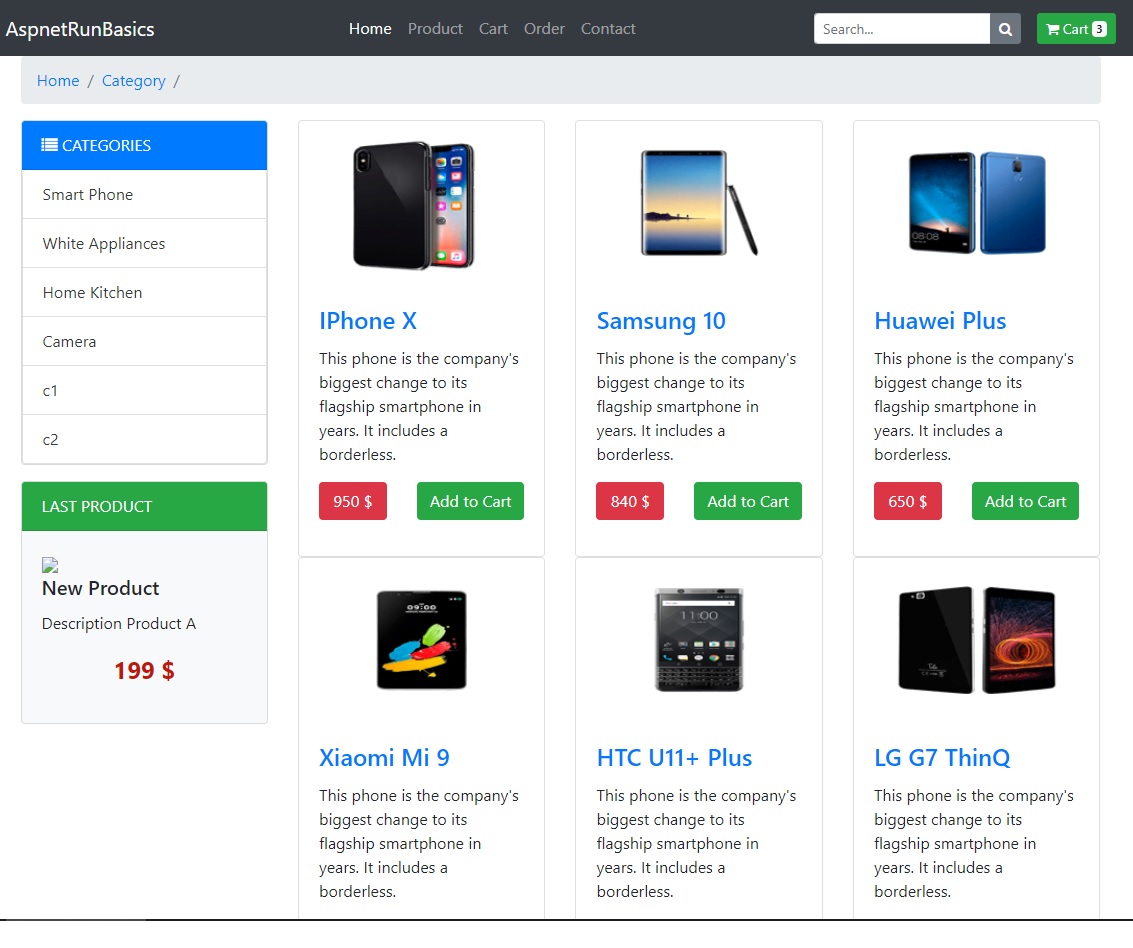 AspnetRunBasics
Home Product Cart Order Contact
Search...
Cart 3
Home / Category /
CATEGORIES
Smart Phone
White Appliances
Home Kitchen
Camera
c1
c2
LAST PRODUCT
New Product
Description Product A
199 $
IPhone X
This phone is the company's
biggest change to its
flagship smartphone in
years. It includes a
borderless.
950 $ Add to Cart
Samsung 10
This phone is the company's
biggest change to its
flagship smartphone in
years. It includes a
borderless.
840 $ Add to Cart
08:08
Huawei Plus
This phone is the company's
biggest change to its
flagship smartphone in
years. It includes a
borderless.
650 $ Add to Cart
09:00
Xiaomi Mi 9
This phone is the company's
biggest change to its
flagship smartphone in
years. It includes a
borderless.
11:00
HTC U11+ Plus
This phone is the company's
biggest change to its
flagship smartphone in
years. It includes a
borderless.
LG G7 ThinQ
This phone is the company's
biggest change to its
flagship smartphone in
years. It includes a
borderless.